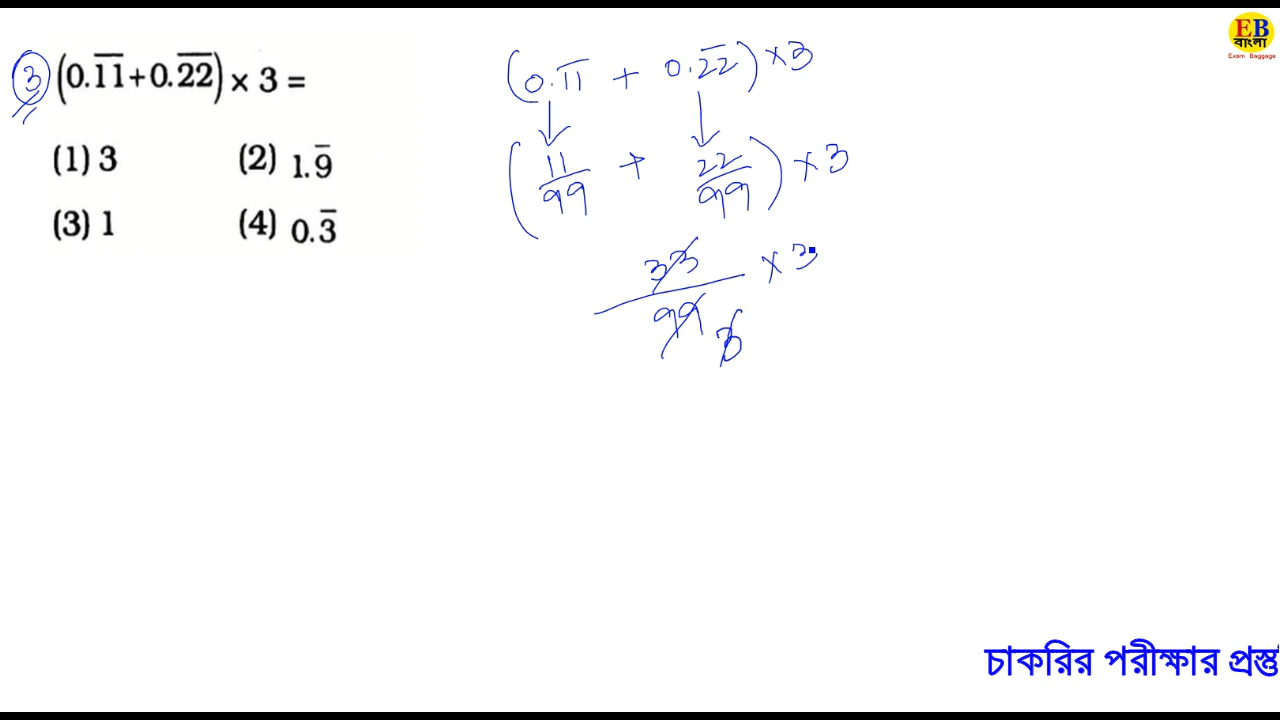 EB
বাংলা
Exam Baggage
3 (0.1̅1̅+0.2̅2̅) × 3 =
(1) 3 (2) 1.9̅
(3) 1 (4) 0.3̅
(0.1̅1̅ + 0.2̅2̅) × 3
(11/99 + 22/99) × 3
33/99 × 3
3
চাকরির পরীক্ষার প্রস্তু